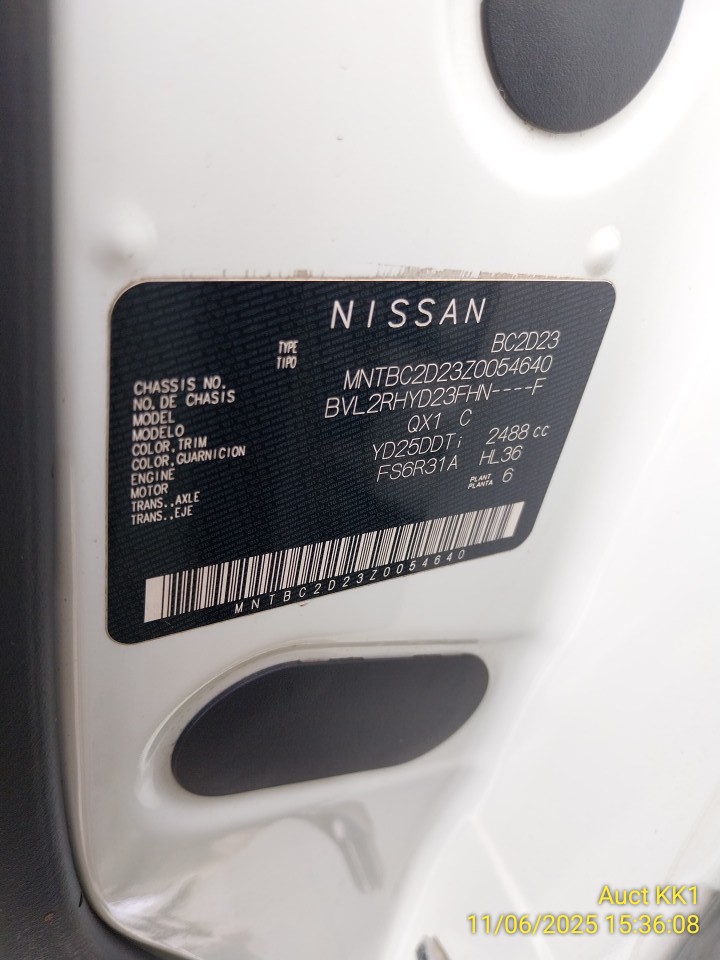 NISSAN
TYPE BC2D23
TIPO
CHASSIS NO. MNTBC2D23Z0054640
NO. DE CHASIS
MODEL BVL2RHYD23FHN----F
MODELO
COLOR, TRIM QX1 C
COLOR, GUARNICION
ENGINE YD25DDTi 2488 cc
MOTOR
TRANS., AXLE FS6R31A HL36
TRANS., EJE
PLANT 6
PLANTA
MNTBC2D23Z0054640
Auct KK1
11/06/2025 15:36:08